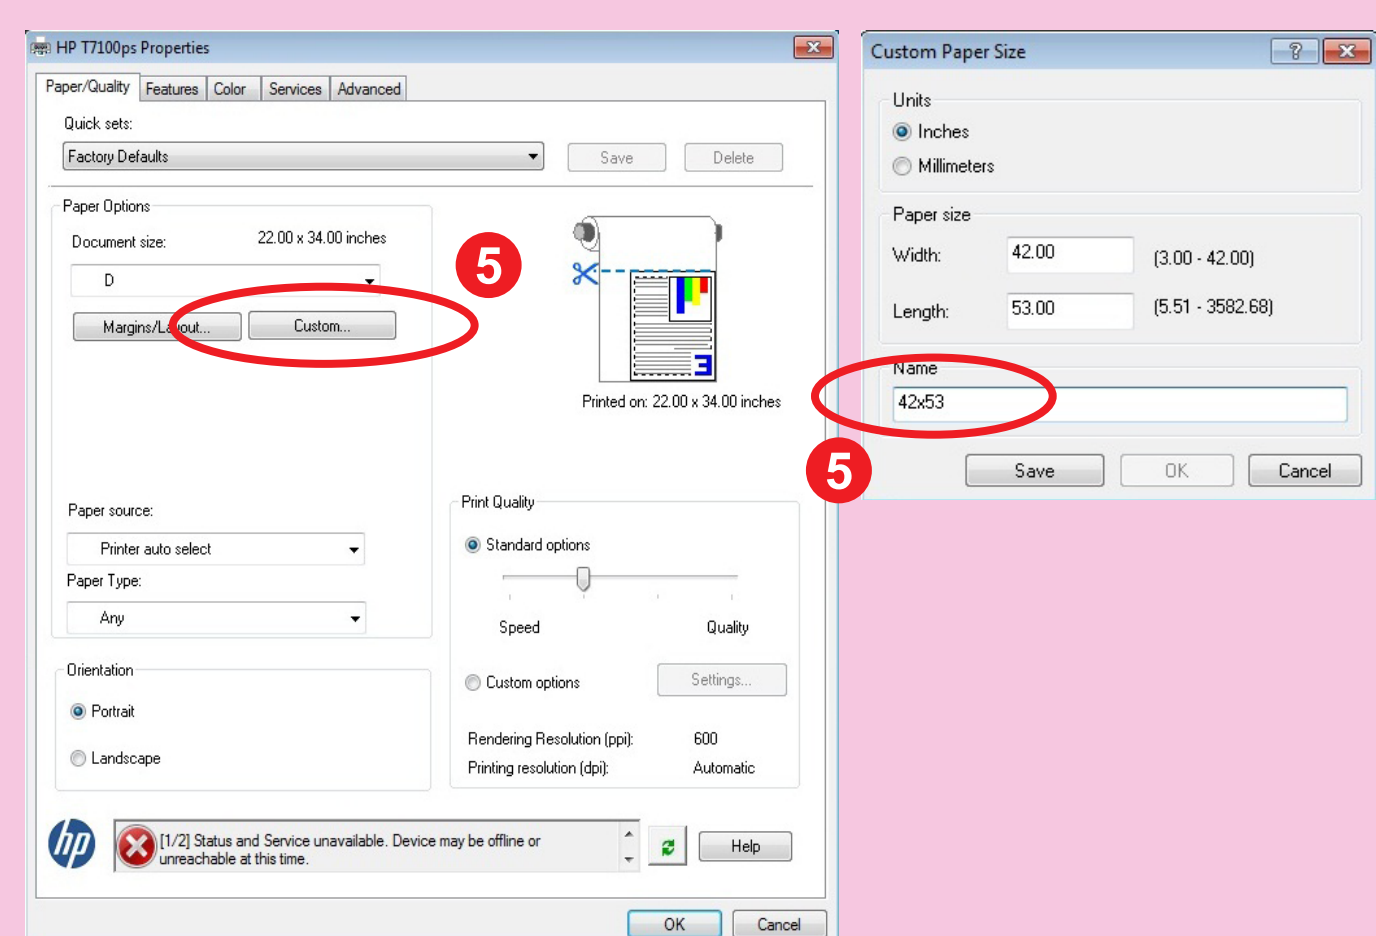 HP T7100ps Properties
Paper/Quality Features Color Services Advanced
Quick sets:
Factory Defaults Save Delete
Paper Options
Document size: 22.00 x 34.00 inches
D
Margins/Layout... Custom...
5
3
Printed on: 22.00 x 34.00 inches
Paper source:
Printer auto select
Paper Type:
Any
Orientation
Portrait
Landscape
Print Quality
Standard options
Speed Quality
Custom options Settings...
Rendering Resolution (ppi): 600
Printing resolution (dpi): Automatic
hp
[1/2] Status and Service unavailable. Device may be offline or
unreachable at this time.
Help
OK Cancel
Custom Paper Size ?
Units
Inches
Millimeters
Paper size
Width: 42.00 (3.00 - 42.00)
Length: 53.00 (5.51 - 3582.68)
Name
42x53
5
Save OK Cancel